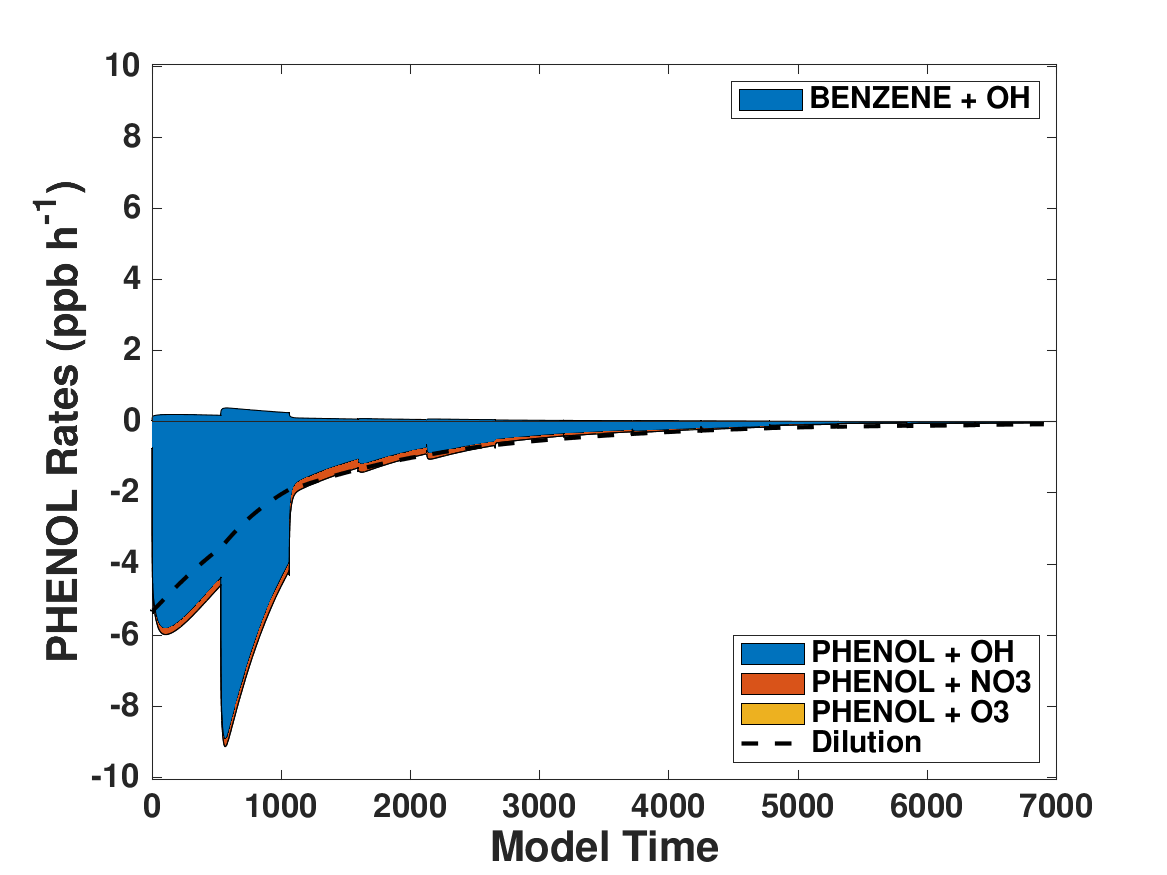 PHENOL Rates (ppb h-1)
10
8
6
4
2
0
-2
-4
-6
-8
-10
BENZENE + OH
PHENOL + OH
PHENOL + NO3
PHENOL + O3
Dilution
0 1000 2000 3000 4000 5000 6000 7000
Model Time